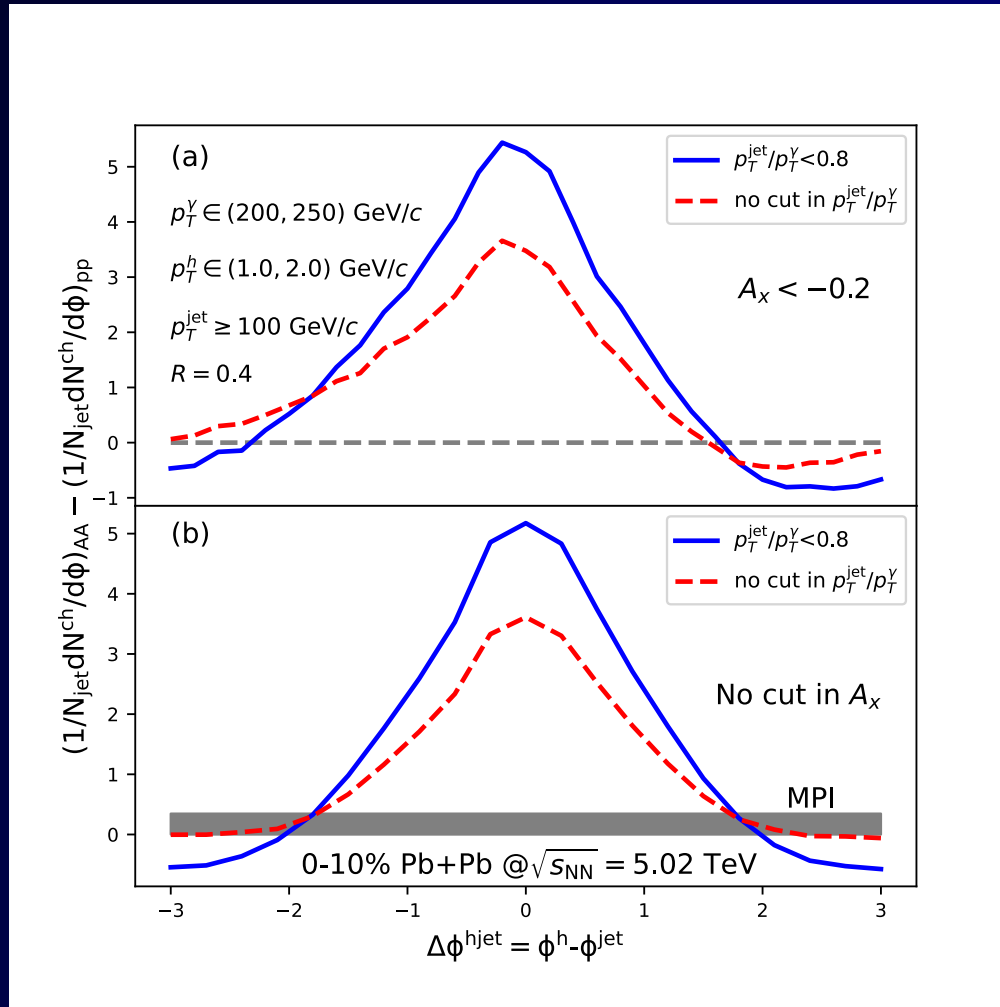 (1/N_jet dN^ch/dϕ)_AA − (1/N_jet dN^ch/dϕ)_pp
(a)
p_T^γ ∈ (200, 250) GeV/c
p_T^h ∈ (1.0, 2.0) GeV/c
p_T^jet ≥ 100 GeV/c
R = 0.4
p_T^jet/p_T^γ<0.8
no cut in p_T^jet/p_T^γ
A_x < −0.2
5
4
3
2
1
0
−1
(b)
p_T^jet/p_T^γ<0.8
no cut in p_T^jet/p_T^γ
No cut in A_x
MPI
0-10% Pb+Pb @√S_NN = 5.02 TeV
5
4
3
2
1
0
−3 −2 −1 0 1 2 3
Δϕ^hjet = ϕ^h-ϕ^jet